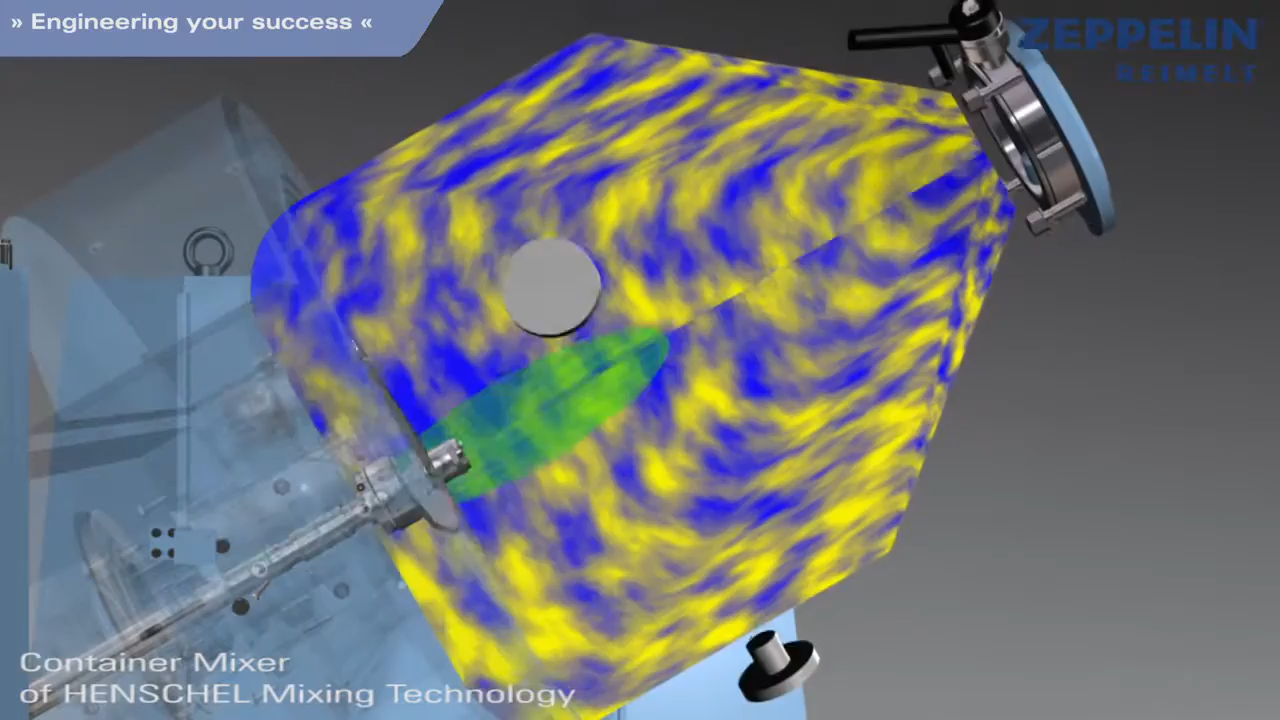 » Engineering your success «
ZEPPELIN
REIMELT
Container Mixer
of HENSCHEL Mixing Technology